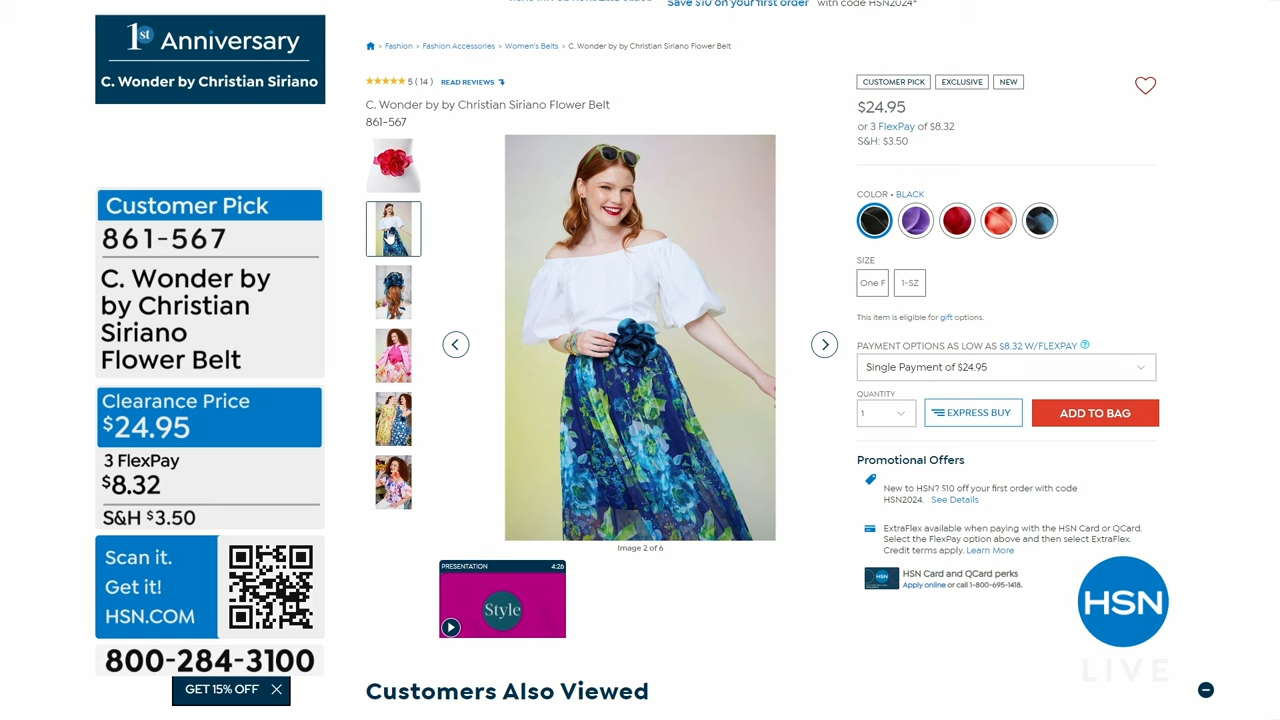 Save $10 on your first order with code HSN2024*
1st Anniversary
C. Wonder by Christian Siriano
> Fashion > Fashion Accessories > Women's Belts > C. Wonder by by Christian Siriano Flower Belt
5 (14) READ REVIEWS
C. Wonder by by Christian Siriano Flower Belt
861-567
CUSTOMER PICK
EXCLUSIVE
NEW
$24.95
or 3 FlexPay of $8.32
S&H: $3.50
COLOR • BLACK
SIZE
One F
1-SZ
This item is eligible for gift options.
PAYMENT OPTIONS AS LOW AS $8.32 W/FLEXPAY ?
Single Payment of $24.95
QUANTITY
1
EXPRESS BUY
ADD TO BAG
Promotional Offers
New to HSN? $10 off your first order with code
HSN2024. See Details
ExtraFlex available when paying with the HSN Card or QCard.
Select the FlexPay option above and then select ExtraFlex.
Credit terms apply. Learn More
HSN
HSN Card and QCard perks
Apply online or call 1-800-695-1418.
Customer Pick
861-567
C. Wonder by
by Christian
Siriano
Flower Belt
Clearance Price
$24.95
3 FlexPay
$8.32
S&H $3.50
Scan it.
Get it!
HSN.COM
800-284-3100
GET 15% OFF
Image 2 of 6
PRESENTATION 4:26
Style
HSN
LIVE
Customers Also Viewed